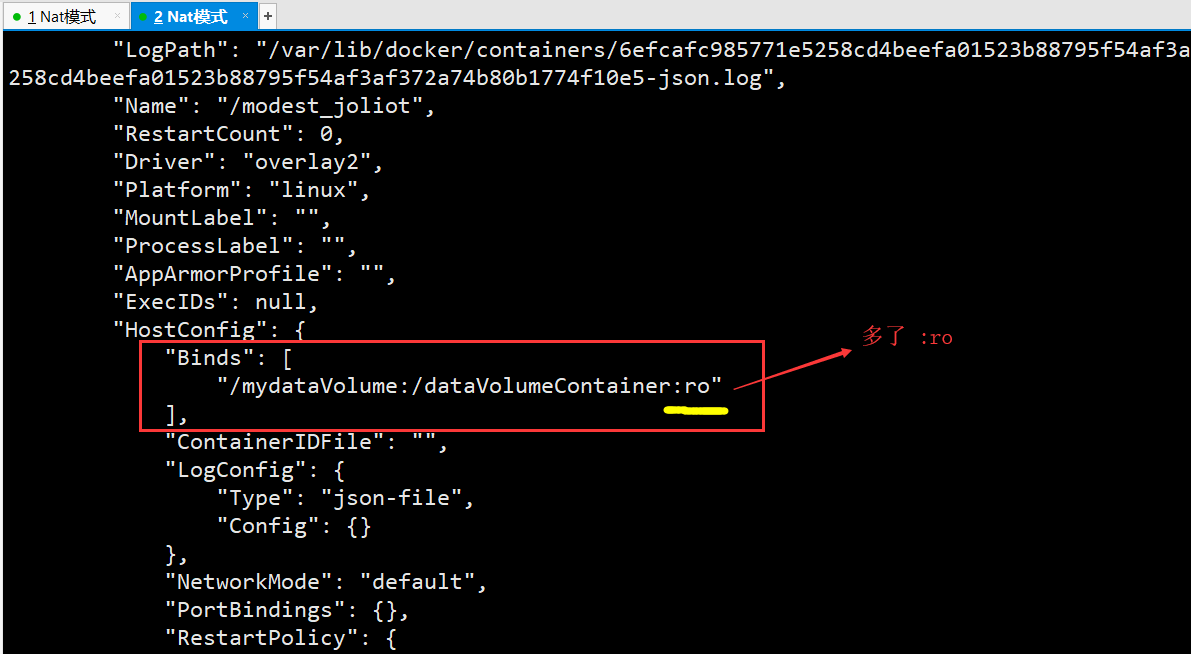 1 Nat模式 × 2 Nat模式 × +
"LogPath": "/var/lib/docker/containers/6efcafc985771e5258cd4beefa01523b88795f54af3a
258cd4beefa01523b88795f54af3af372a74b80b1774f10e5-json.log",
"Name": "/modest_joliot",
"RestartCount": 0,
"Driver": "overlay2",
"Platform": "linux",
"MountLabel": "",
"ProcessLabel": "",
"AppArmorProfile": "",
"ExecIDs": null,
"HostConfig": {
"Binds": [
多了 :ro
"/mydataVolume:/dataVolumeContainer:ro"
],
"ContainerIDFile": "",
"LogConfig": {
"Type": "json-file",
"Config": {}
},
"NetworkMode": "default",
"PortBindings": {},
"RestartPolicy": {